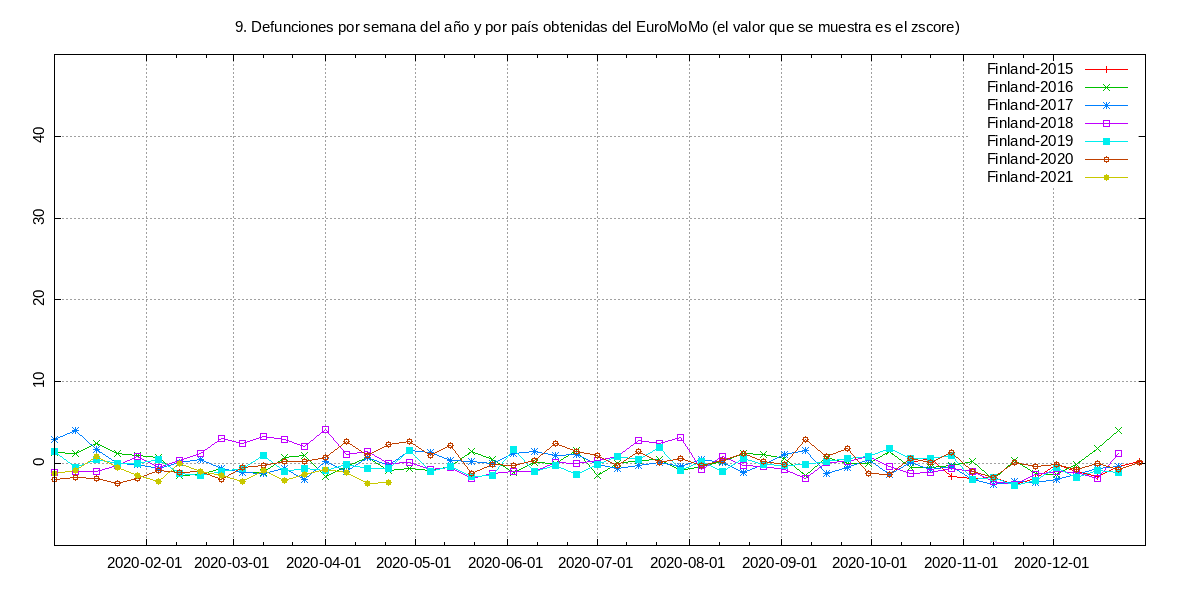 9. Defunciones por semana del año y por país obtenidas del EuroMoMo (el valor que se muestra es el zscore)
Finland-2015
Finland-2016
Finland-2017
Finland-2018
Finland-2019
Finland-2020
Finland-2021
40
30
20
10
0
2020-02-01 2020-03-01 2020-04-01 2020-05-01 2020-06-01 2020-07-01 2020-08-01 2020-09-01 2020-10-01 2020-11-01 2020-12-01